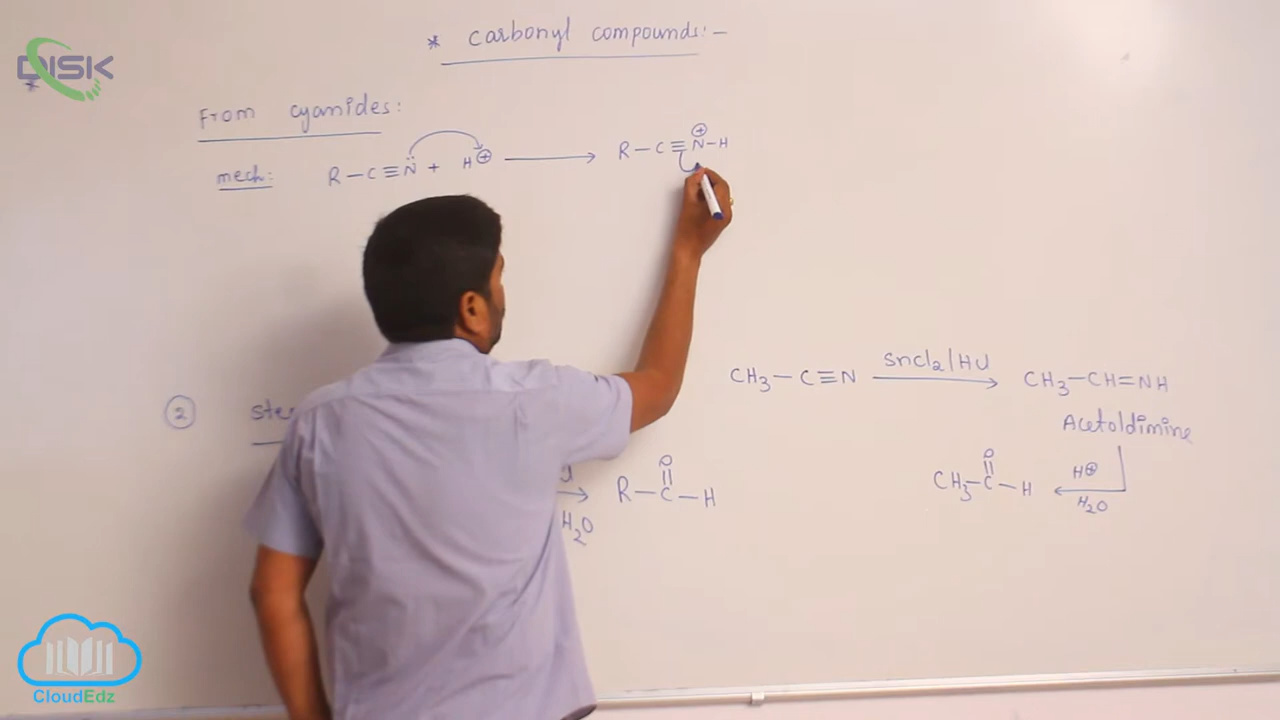 DISK
* carbonyl compounds:-
*
From cyanides:
mech: R-C≡N̈ + H⊕ ⟶ R-C≡N⊕-H
CH3-C≡N SnCl2/HCl ⟶ CH3-CH=NH
Acetaldimine
②
H2O ⟶ R-C(=O)-H
CH3-C(=O)-H ⟵ H⊕ H2O
CloudEdz